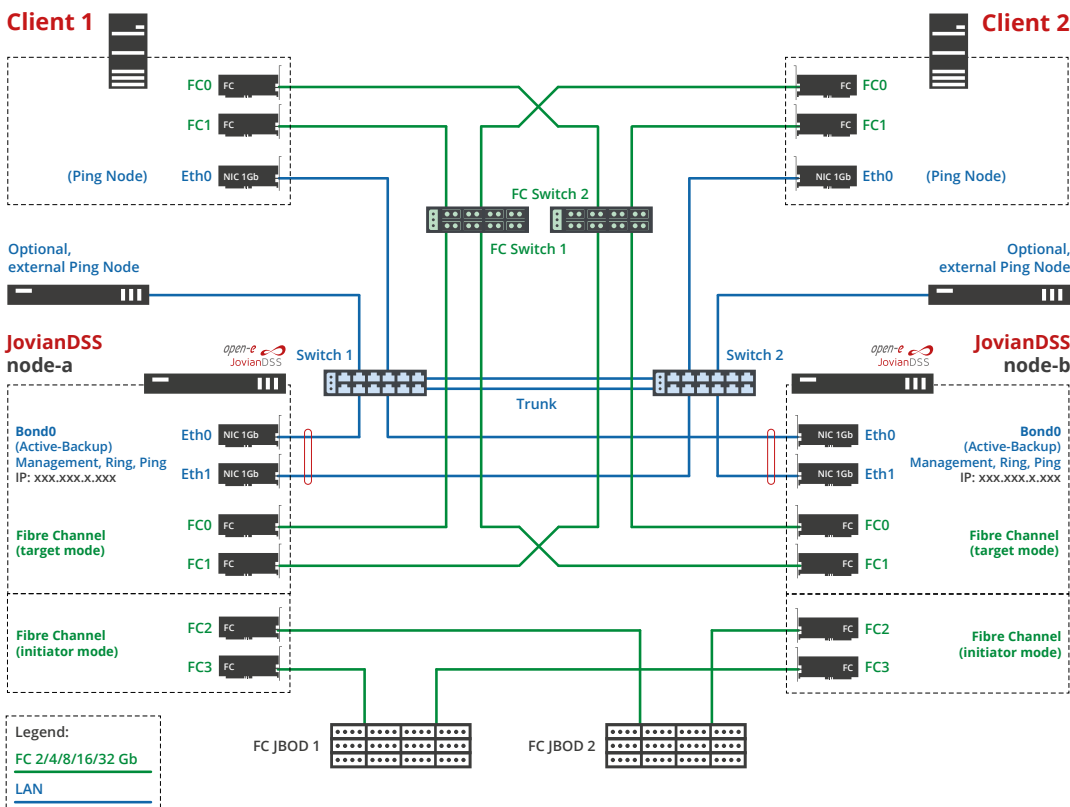 Client 1
Client 2
FC0
FC
FC
FC0
FC1
FC
FC
FC1
(Ping Node)
Eth0
NIC 1Gb
NIC 1Gb
Eth0
(Ping Node)
FC Switch 2
FC Switch 1
Optional,
external Ping Node
Optional,
external Ping Node
JovianDSS
node-a
open-e
JovianDSS
Switch 1
Switch 2
open-e
JovianDSS
JovianDSS
node-b
Trunk
Bond0
(Active-Backup)
Management, Ring, Ping
IP: xxx.xxx.x.xxx
Eth0
NIC 1Gb
Eth1
NIC 1Gb
NIC 1Gb
Eth0
NIC 1Gb
Eth1
Bond0
(Active-Backup)
Management, Ring, Ping
IP: xxx.xxx.x.xxx
Fibre Channel
(target mode)
FC0
FC
FC1
FC
FC
FC0
FC
FC1
Fibre Channel
(target mode)
Fibre Channel
(initiator mode)
FC2
FC
FC3
FC
FC
FC2
FC
FC3
Fibre Channel
(initiator mode)
FC JBOD 1
FC JBOD 2
Legend:
FC 2/4/8/16/32 Gb
LAN